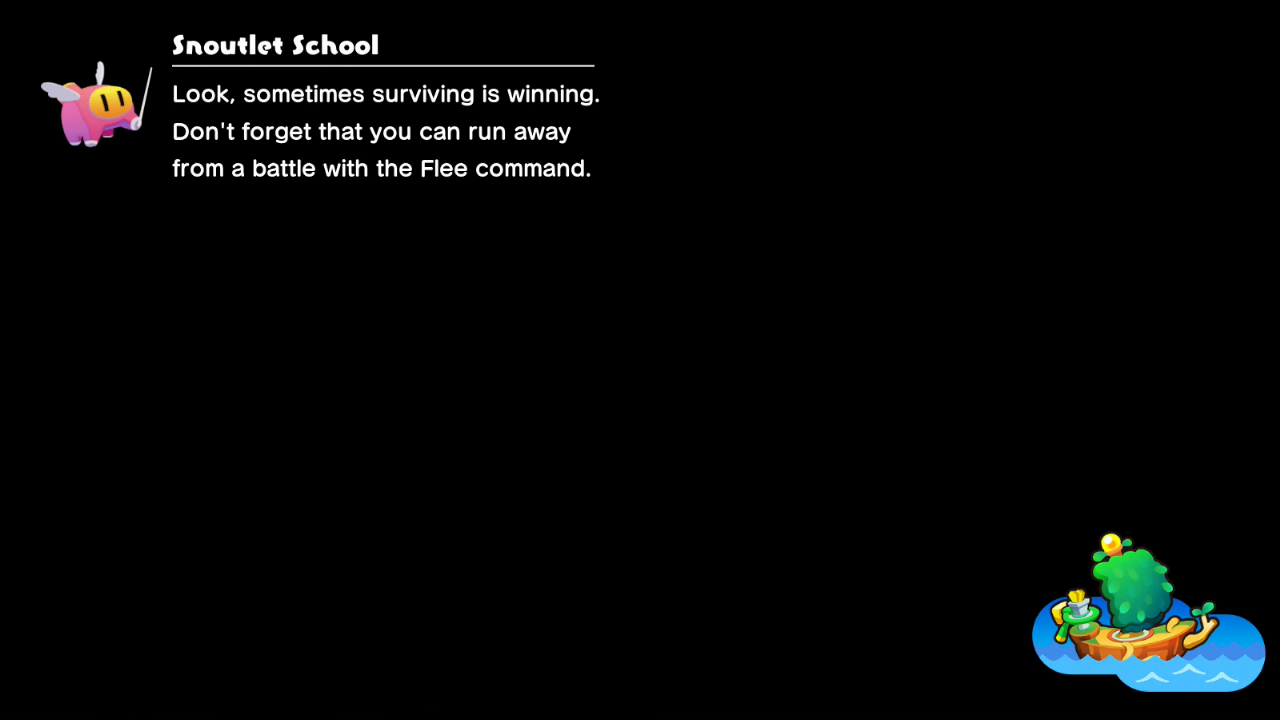 Snoutlet School
Look, sometimes surviving is winning.
Don't forget that you can run away
from a battle with the Flee command.